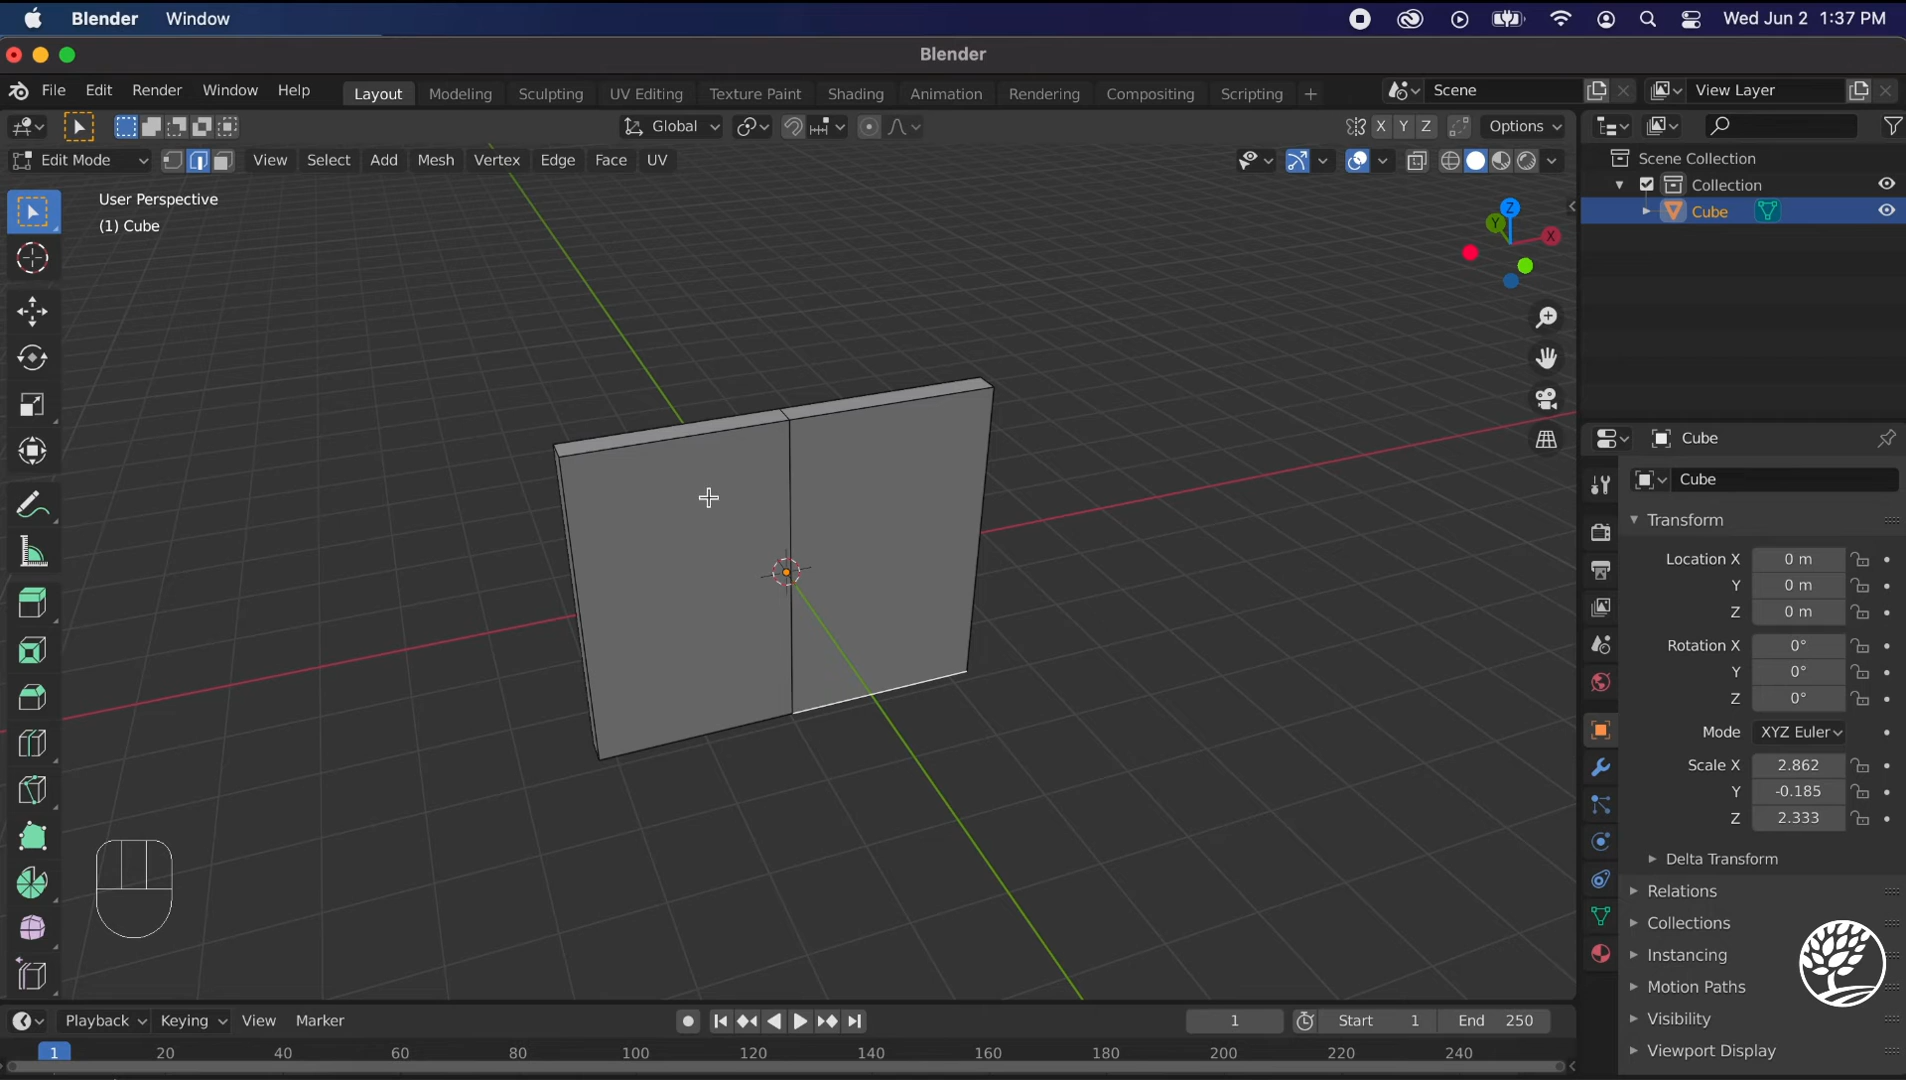 Blender Window Wed Jun 2 1:37 PM
Blender
File Edit Render Window Help Layout Modeling Sculpting UV Editing Texture Paint Shading Animation Rendering Compositing Scripting + Scene View Layer
Global X Y Z Options
Edit Mode View Select Add Mesh Vertex Edge Face UV
Scene Collection
Collection
Cube
User Perspective
(1) Cube
Z
Y
X
Cube
Cube
Transform
Location X 0 m
Y 0 m
Z 0 m
Rotation X 0°
Y 0°
Z 0°
Mode XYZ Euler
Scale X 2.862
Y -0.185
Z 2.333
Delta Transform
Relations
Collections
Instancing
Motion Paths
Visibility
Viewport Display
Playback Keying View Marker 1 Start 1 End 250
1 20 40 60 80 100 120 140 160 180 200 220 240